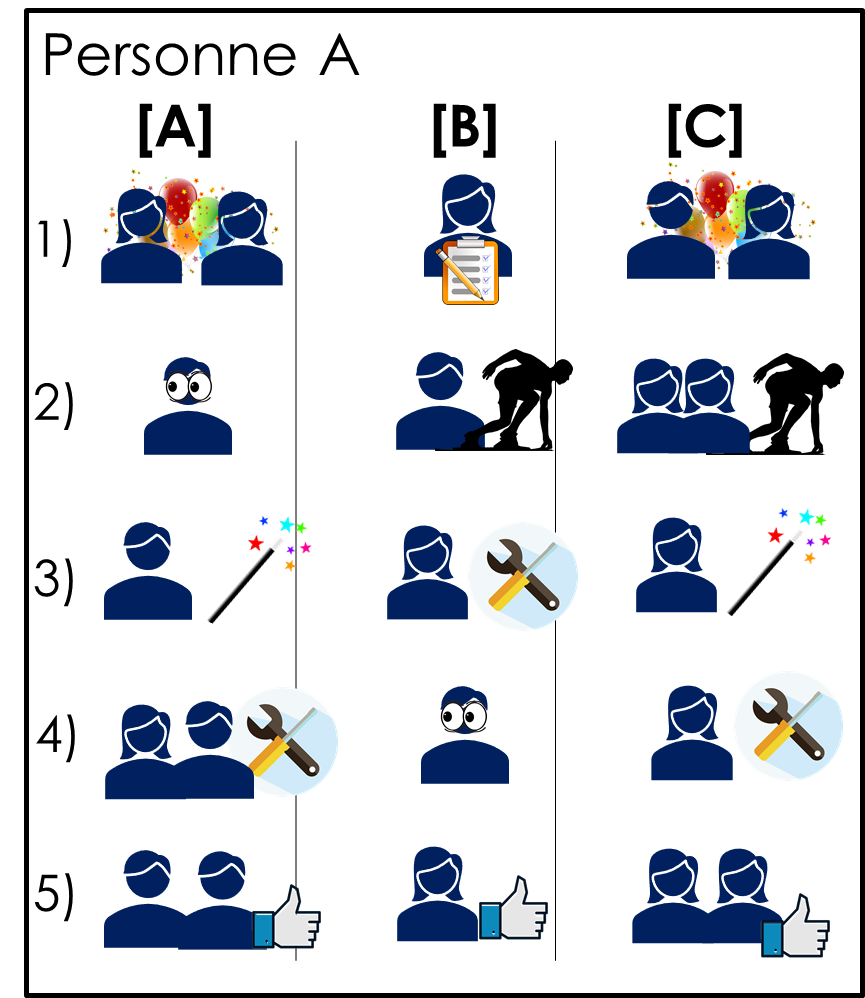 Personne A
[A] [B] [C]
1)
2)
3)
4)
5)